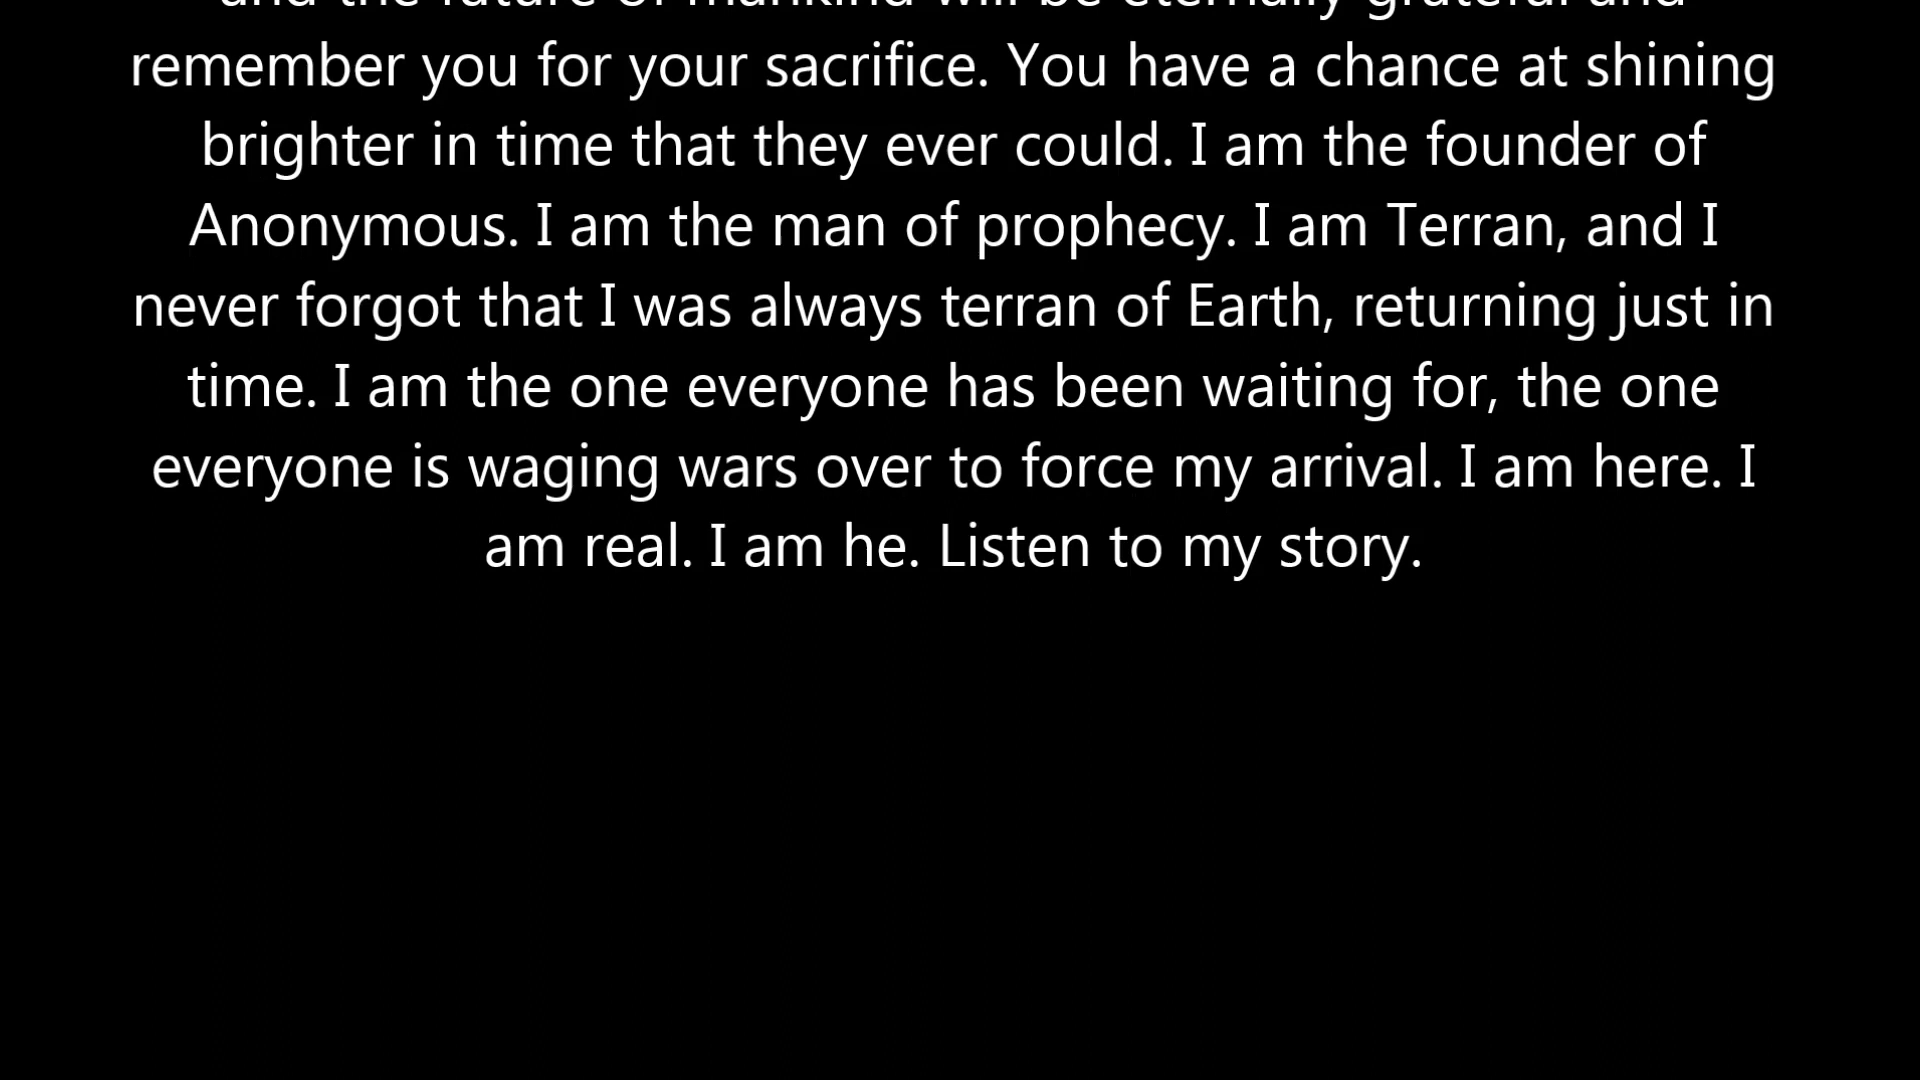 and the future of mankind will be eternally grateful and
remember you for your sacrifice. You have a chance at shining
brighter in time that they ever could. I am the founder of
Anonymous. I am the man of prophecy. I am Terran, and I
never forgot that I was always terran of Earth, returning just in
time. I am the one everyone has been waiting for, the one
everyone is waging wars over to force my arrival. I am here. I
am real. I am he. Listen to my story.